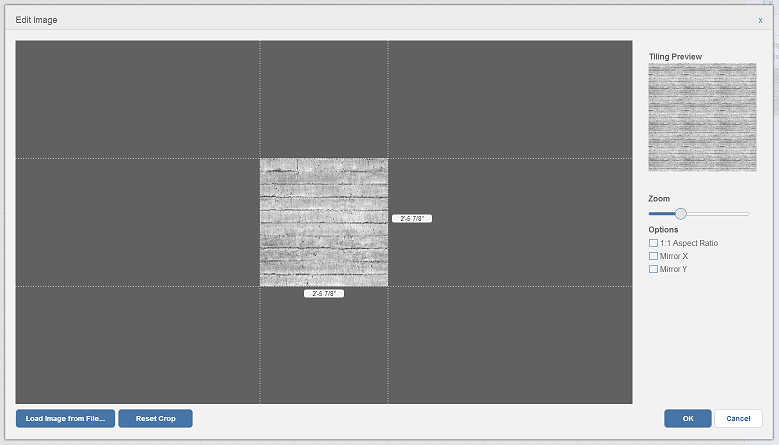 Edit Image
x
Tiling Preview
2'-5 7/8"
2'-5 7/8"
Zoom
Options
1:1 Aspect Ratio
Mirror X
Mirror Y
Load Image from File...
Reset Crop
OK
Cancel